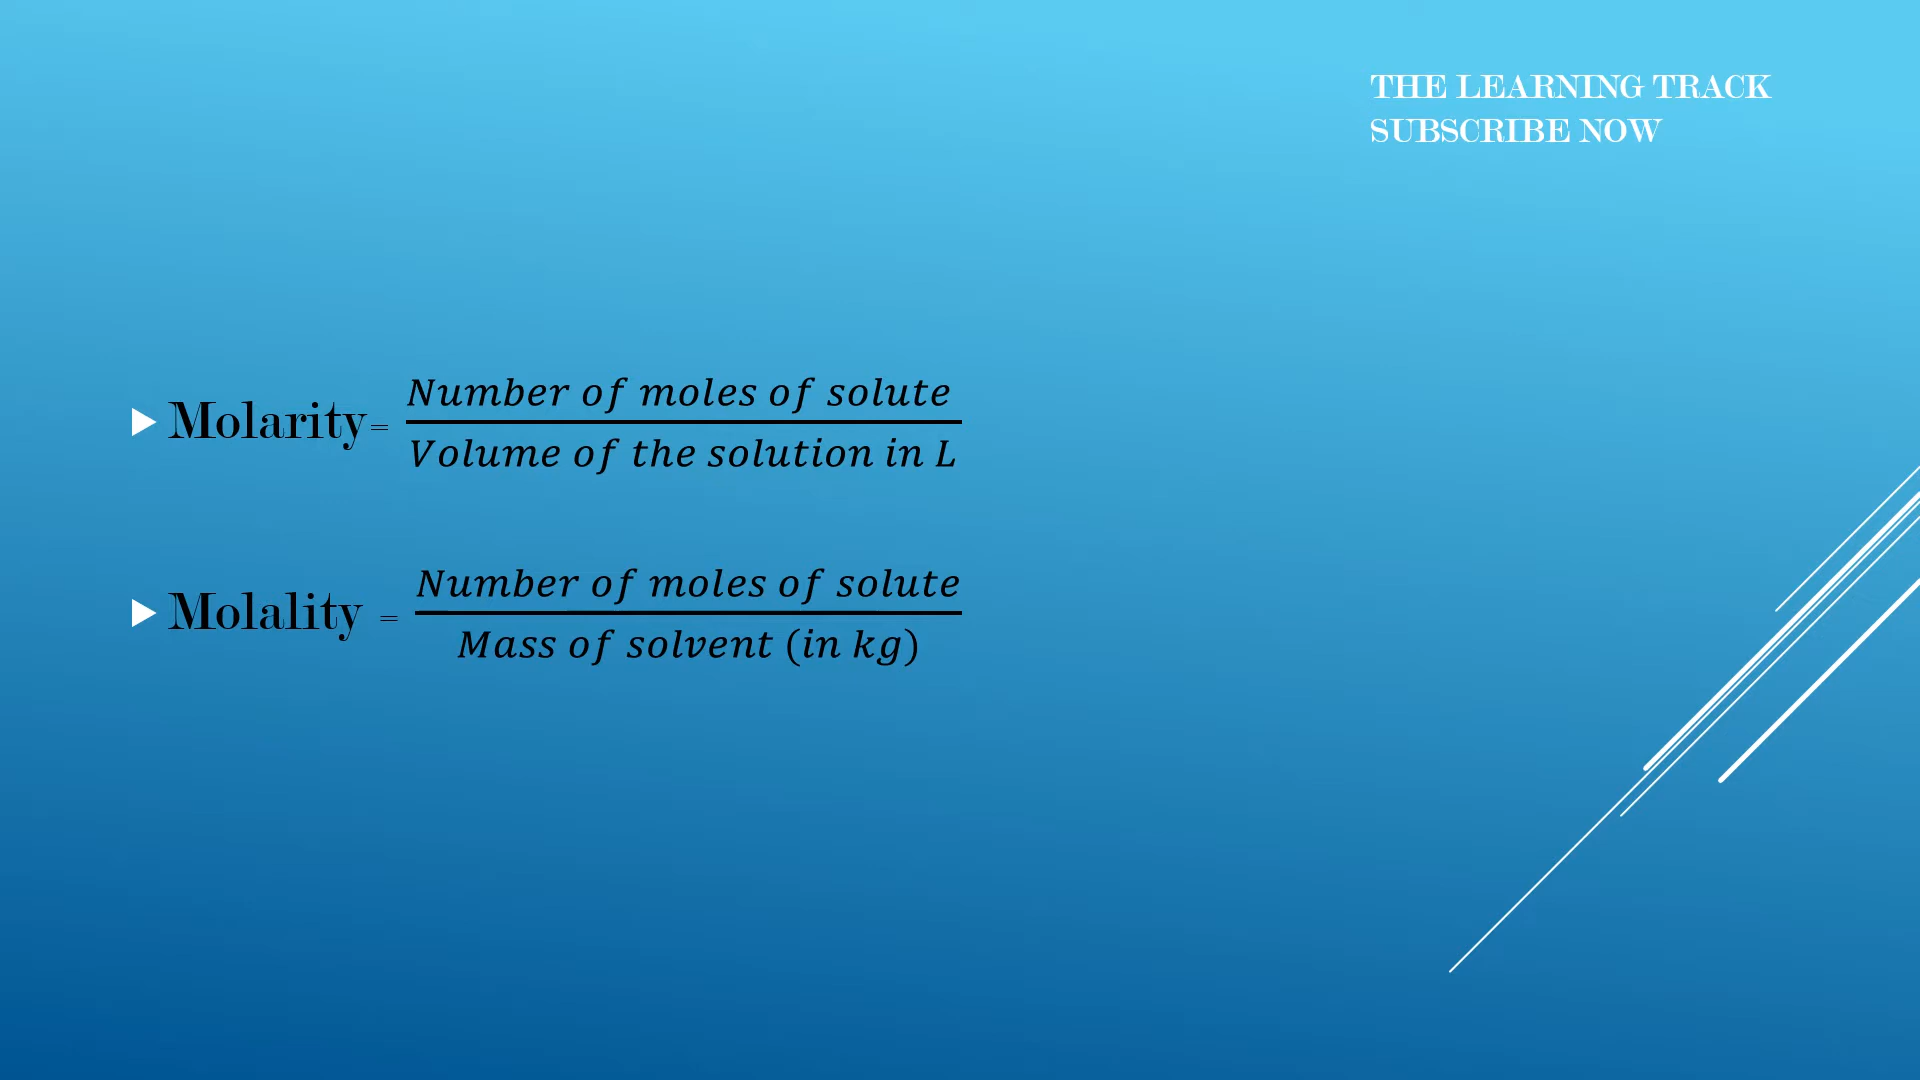 THE LEARNING TRACK
SUBSCRIBE NOW
Molarity= Number of moles of solute
Volume of the solution in L
Molality = Number of moles of solute
Mass of solvent (in kg)